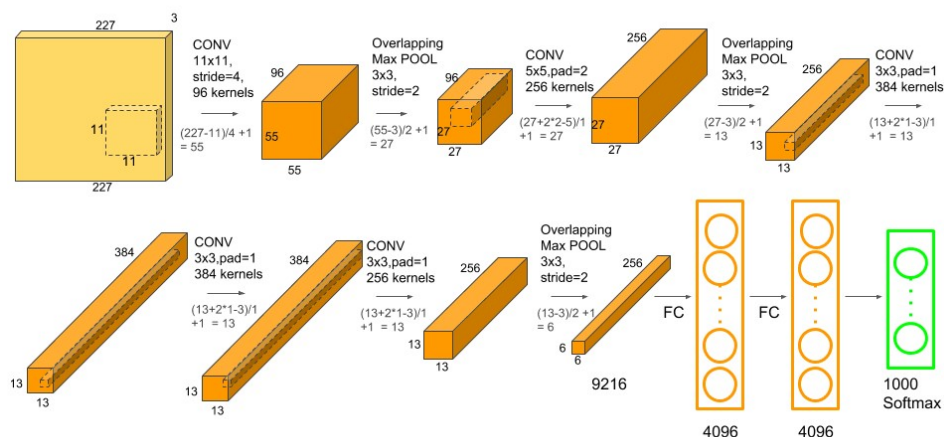 227
3
11
11
227
CONV
11x11,
stride=4,
96 kernels
(227-11)/4 +1
= 55
96
55
55
Overlapping
Max POOL
3x3,
stride=2
(55-3)/2 +1
= 27
96
27
27
CONV
5x5,pad=2
256 kernels
(27+2*2-5)/1
+1 = 27
256
27
27
Overlapping
Max POOL
3x3,
stride=2
(27-3)/2 +1
= 13
256
13
13
CONV
3x3,pad=1
384 kernels
(13+2*1-3)/1
+1 = 13
384
13
13
CONV
3x3,pad=1
384 kernels
(13+2*1-3)/1
+1 = 13
384
13
13
CONV
3x3,pad=1
256 kernels
(13+2*1-3)/1
+1 = 13
256
13
13
Overlapping
Max POOL
3x3,
stride=2
(13-3)/2 +1
= 6
256
6
6
9216
FC
4096
FC
4096
1000
Softmax